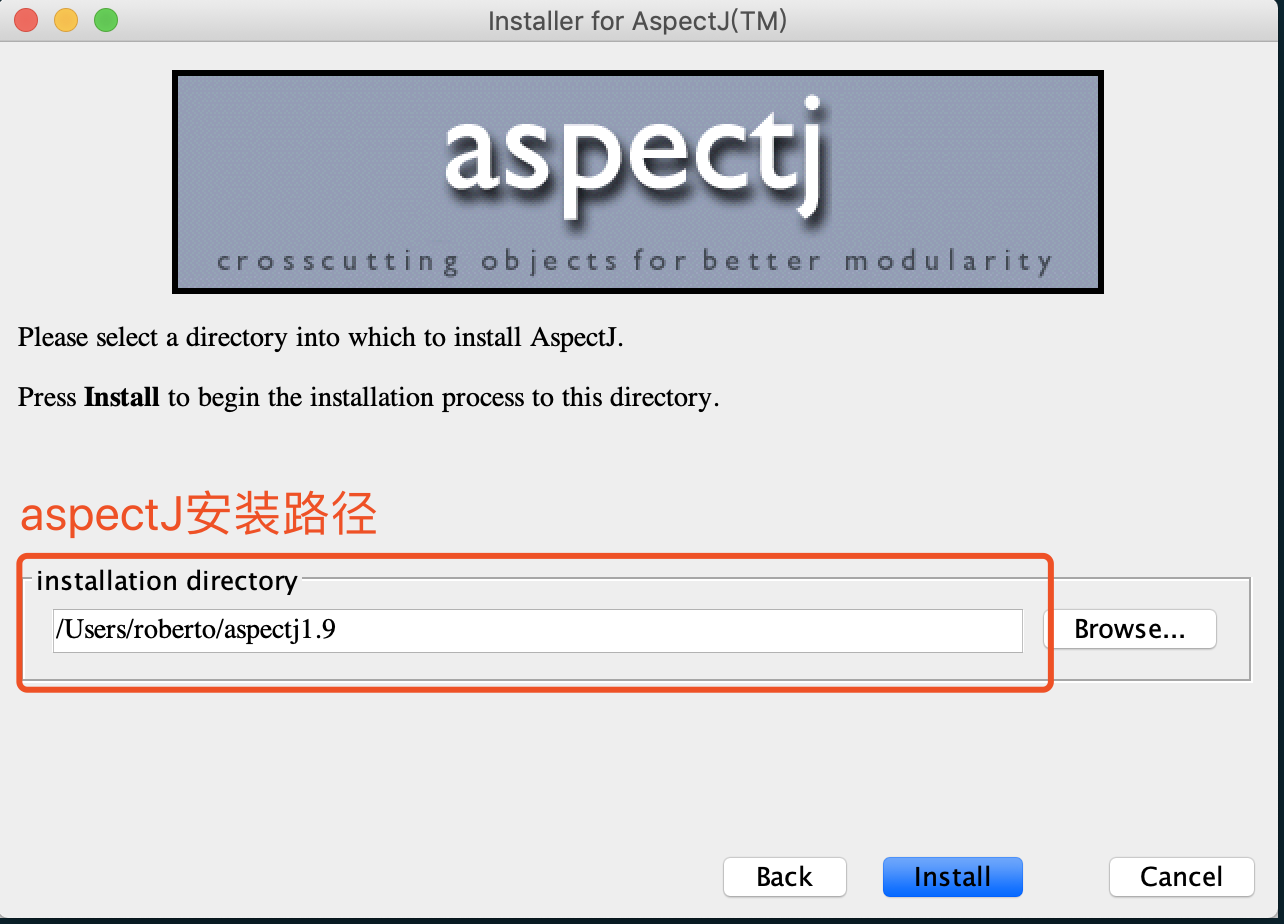 Installer for AspectJ(TM)
aspectj
crosscutting objects for better modularity
Please select a directory into which to install AspectJ.
Press Install to begin the installation process to this directory.
aspectJ安装路径
installation directory
/Users/roberto/aspectj1.9
Browse...
Back
Install
Cancel